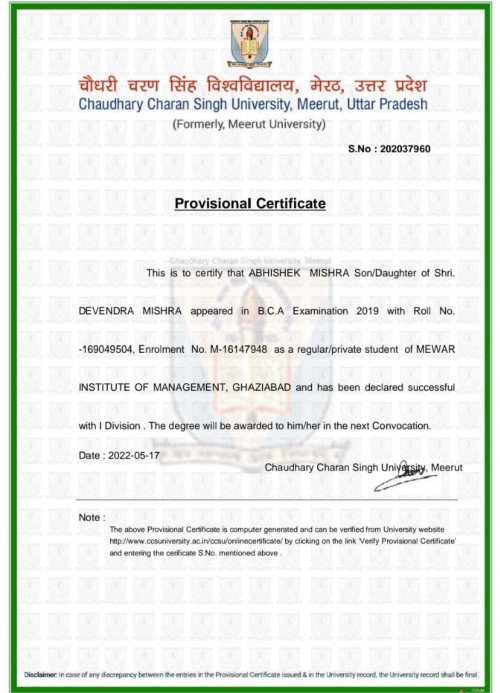 चौधरी चरण सिंह विश्वविद्यालय, मेरठ, उत्तर प्रदेश
Chaudhary Charan Singh University, Meerut, Uttar Pradesh
(Formerly, Meerut University)
S.No : 202037960
Provisional Certificate
Chaudhary Charan Singh University, Meerut
This is to certify that ABHISHEK MISHRA Son/Daughter of Shri.
DEVENDRA MISHRA appeared in B.C.A Examination 2019 with Roll No.
-169049504, Enrolment No. M-16147948 as a regular/private student of MEWAR
INSTITUTE OF MANAGEMENT, GHAZIABAD and has been declared successful
with I Division . The degree will be awarded to him/her in the next Convocation.
Date : 2022-05-17
Chaudhary Charan Singh University, Meerut
Note :
The above Provisional Certificate is computer generated and can be verified from University website
http://www.ccsuniversity.ac.in/ccsu/onlinecertificate/ by clicking on the link 'Verify Provisional Certificate'
and entering the cerificate S.No. mentioned above .
Disclaimer: In case of any discrepancy between the entries in the Provisional Certificate issued & in the University record, the University record shall be final.